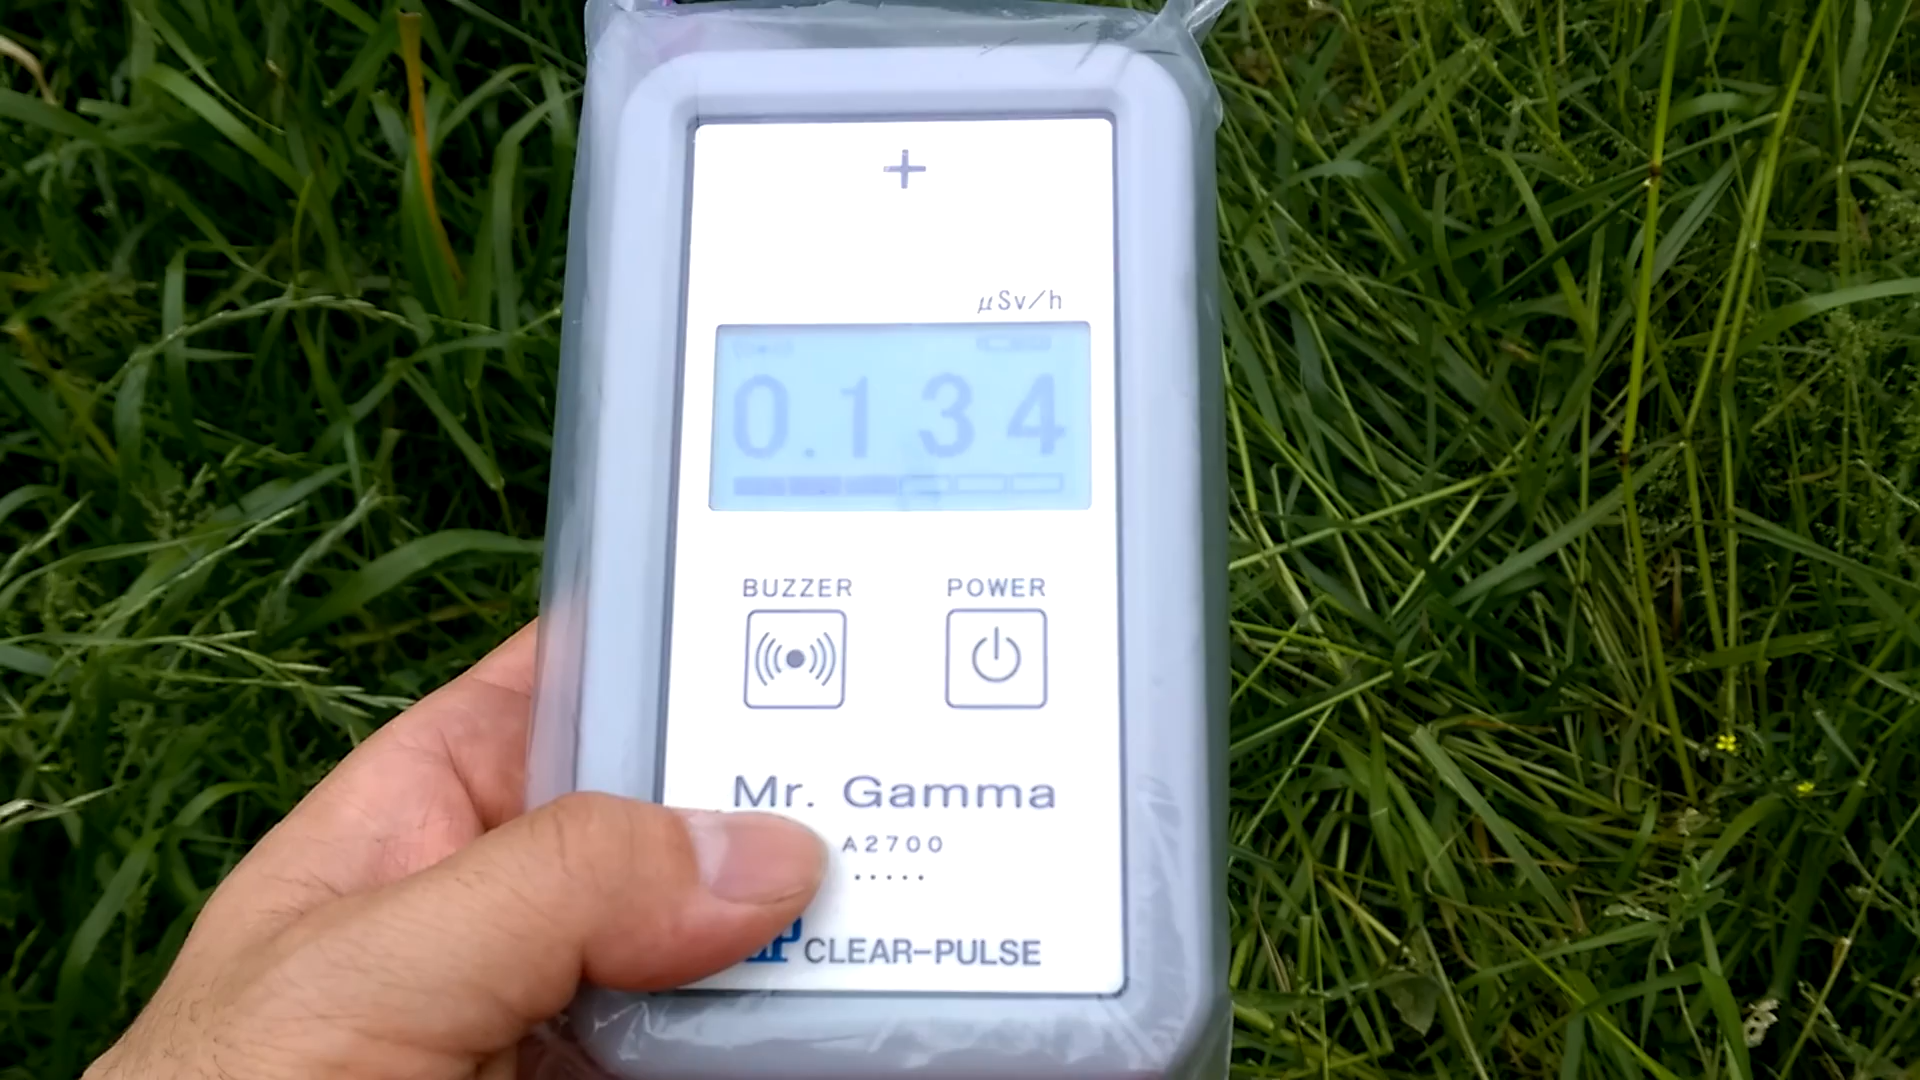 +
μSv/h
0.134
BUZZER POWER
Mr. Gamma
A2700
CLEAR-PULSE